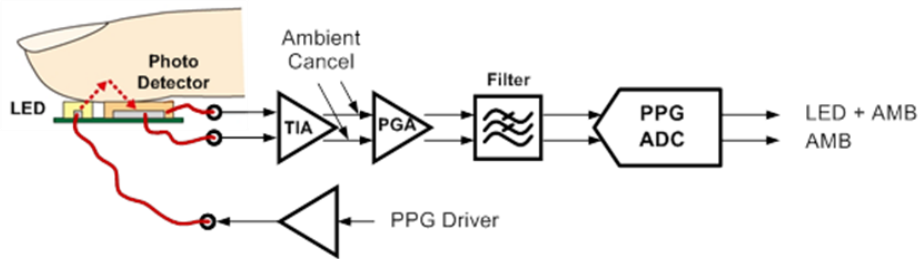 Ambient
Cancel
Photo
Detector
LED
Filter
TIA
PGA
PPG
ADC
LED + AMB
AMB
PPG Driver